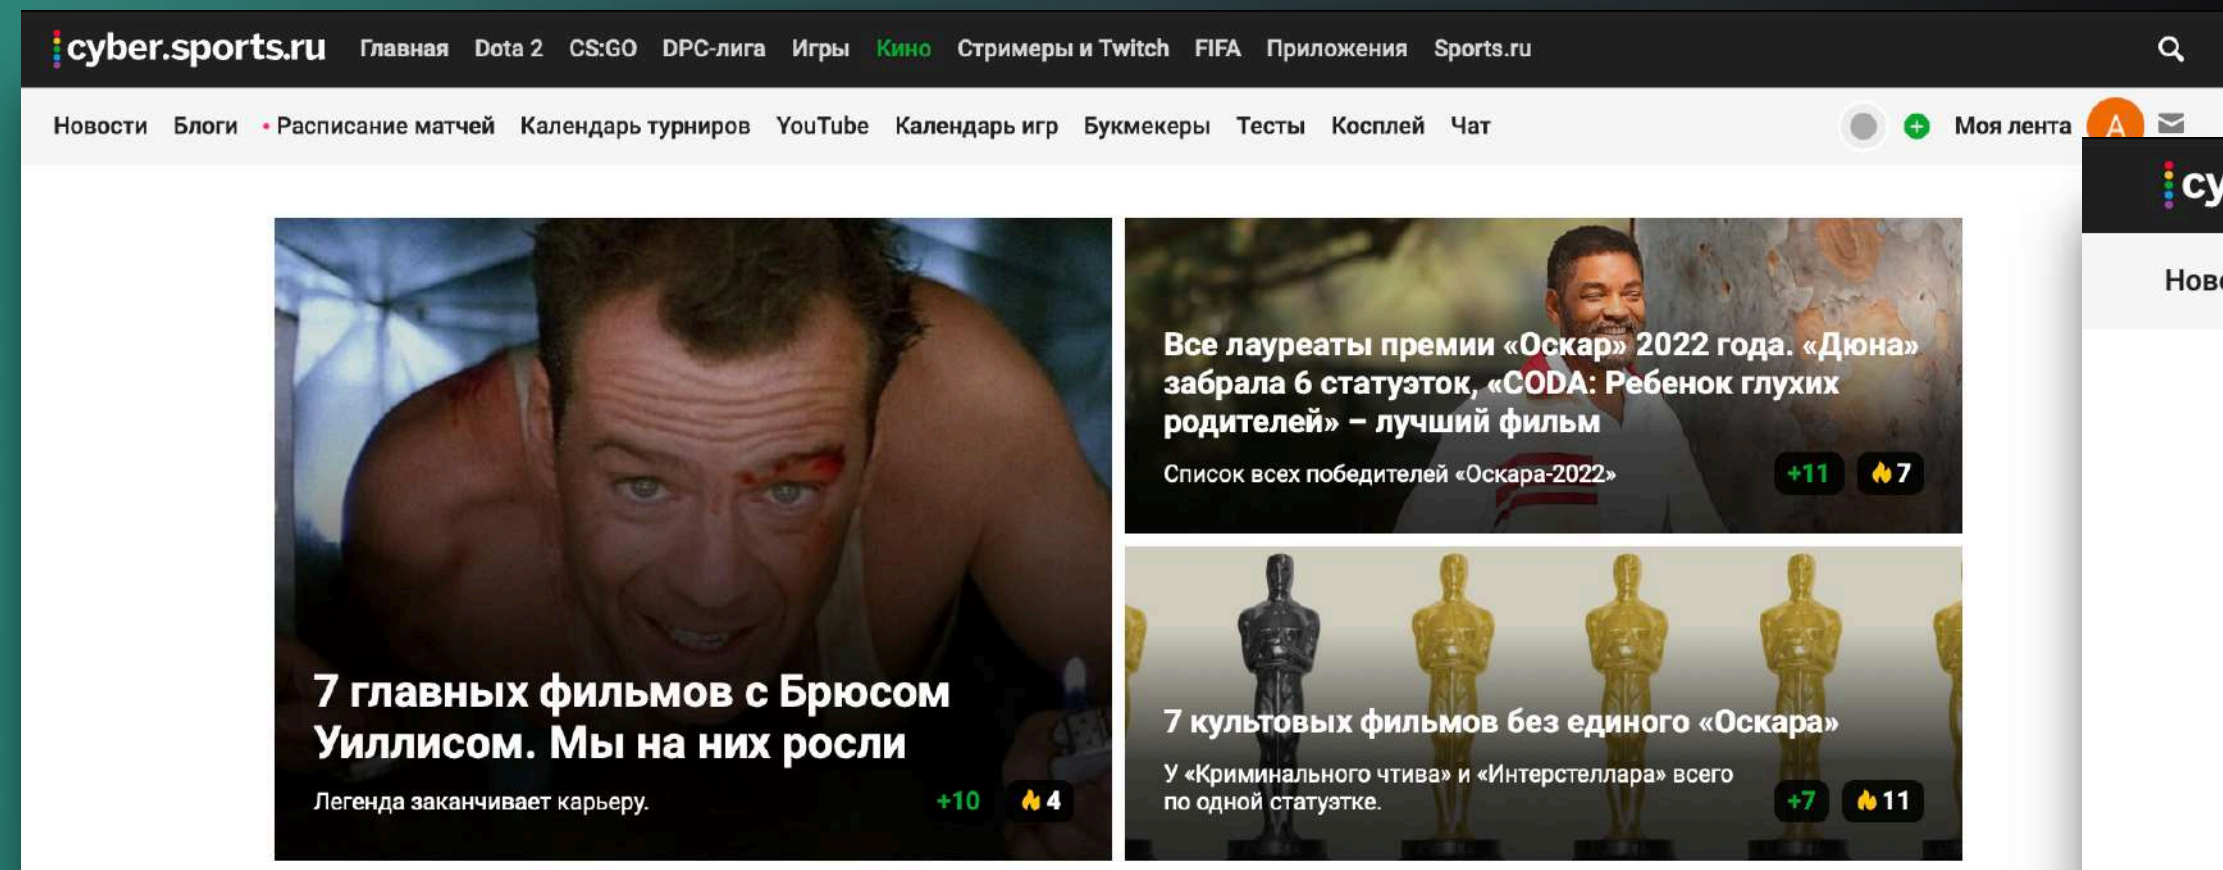 cyber.sports.ru Главная Dota 2 CS:GO DPC-лига Игры Кино Стримеры и Twitch FIFA Приложения Sports.ru
Новости Блоги • Расписание матчей Календарь турниров YouTube Календарь игр Букмекеры Тесты Косплей Чат Моя лента А
cy
Нов
Все лауреаты премии «Оскар» 2022 года. «Дюна»
забрала 6 статуэток, «CODA: Ребенок глухих
родителей» – лучший фильм
Список всех победителей «Оскара-2022» +11 7
7 главных фильмов с Брюсом
Уиллисом. Мы на них росли
Легенда заканчивает карьеру. +10 4
7 культовых фильмов без единого «Оскара»
У «Криминального чтива» и «Интерстеллара» всего
по одной статуэтке. +7 11